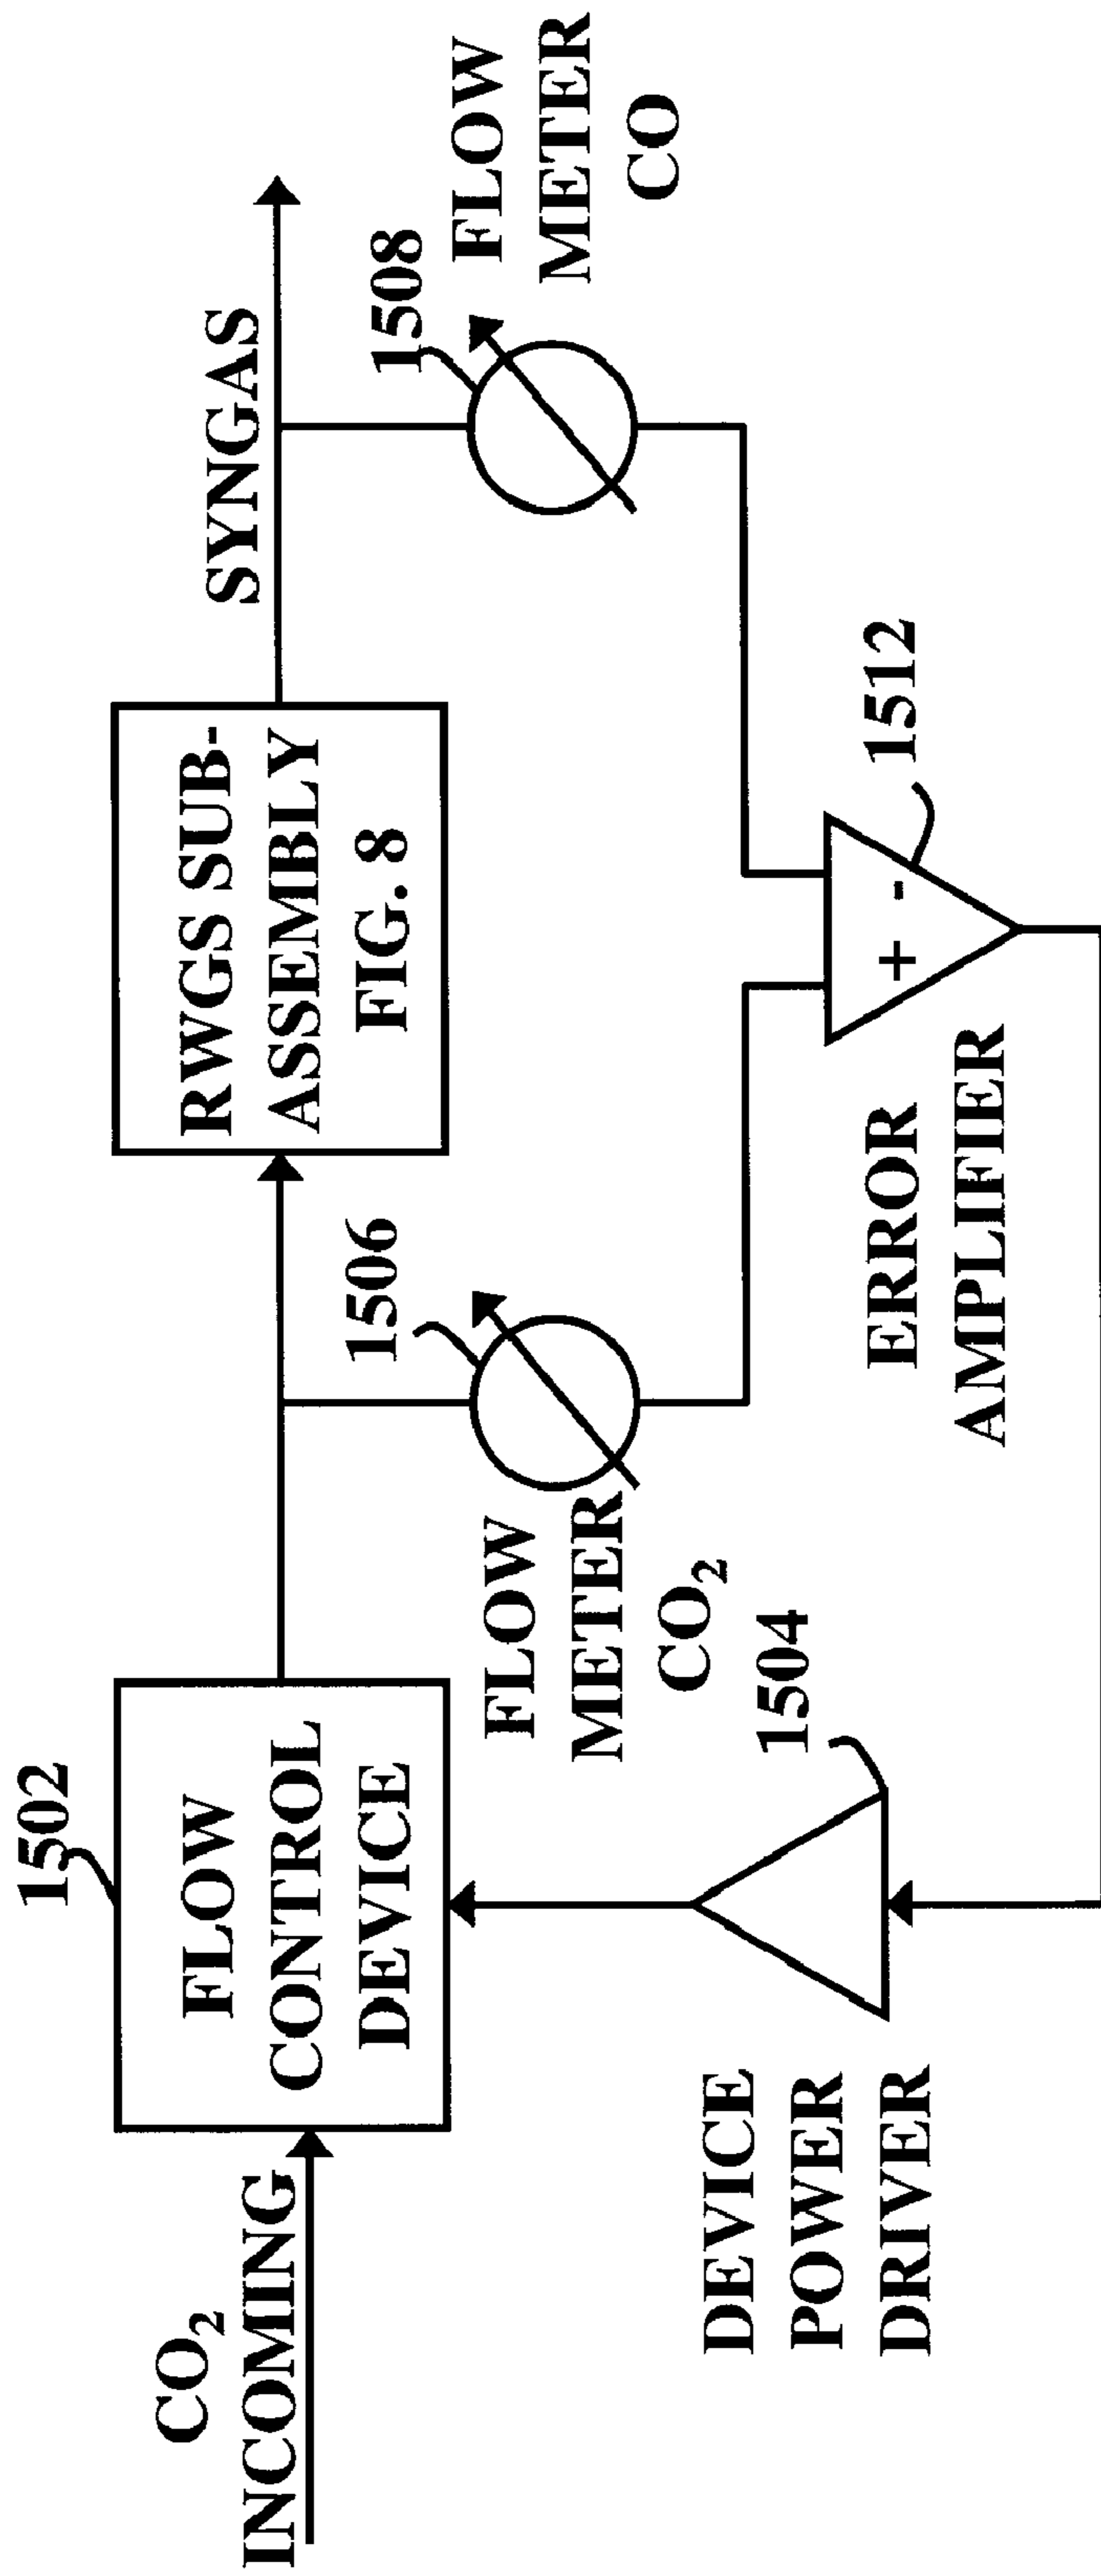 1502
CO₂
INCOMING
FLOW
CONTROL
DEVICE
RWGS SUB-
ASSEMBLY
FIG. 8
SYNGAS
1506
FLOW
METER
CO₂
1508
FLOW
METER
CO
1504
DEVICE
POWER
DRIVER
ERROR
AMPLIFIER
+ -
1512